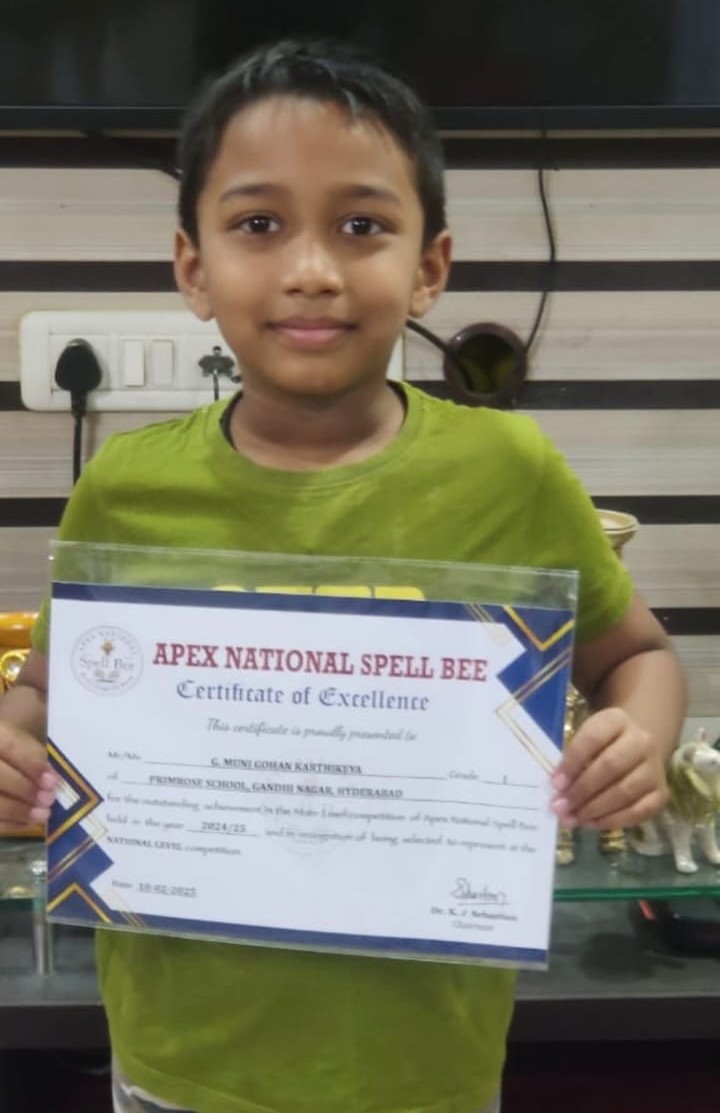 APEX NATIONAL
Spell Bee
APEX NATIONAL SPELL BEE
Certificate of Excellence
This certificate is proudly presented to
Mr/Ms G. MUNI GOHAN KARTHIKEYA Grade I
of PRIMROSE SCHOOL, GANDHI NAGAR, HYDERABAD
for the outstanding achievement in the State Level competition of Apex National Spell Bee
held in the year 2024/25 and in recognition of being selected to represent at the
NATIONAL LEVEL competition.
Date 10-02-2025
Dr. K. J Sebastian
Chairman